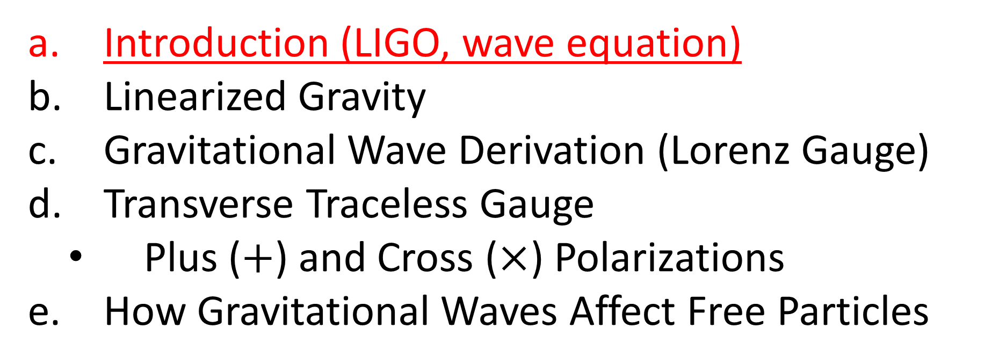 a. Introduction (LIGO, wave equation)
b. Linearized Gravity
c. Gravitational Wave Derivation (Lorenz Gauge)
d. Transverse Traceless Gauge
• Plus (+) and Cross (×) Polarizations
e. How Gravitational Waves Affect Free Particles